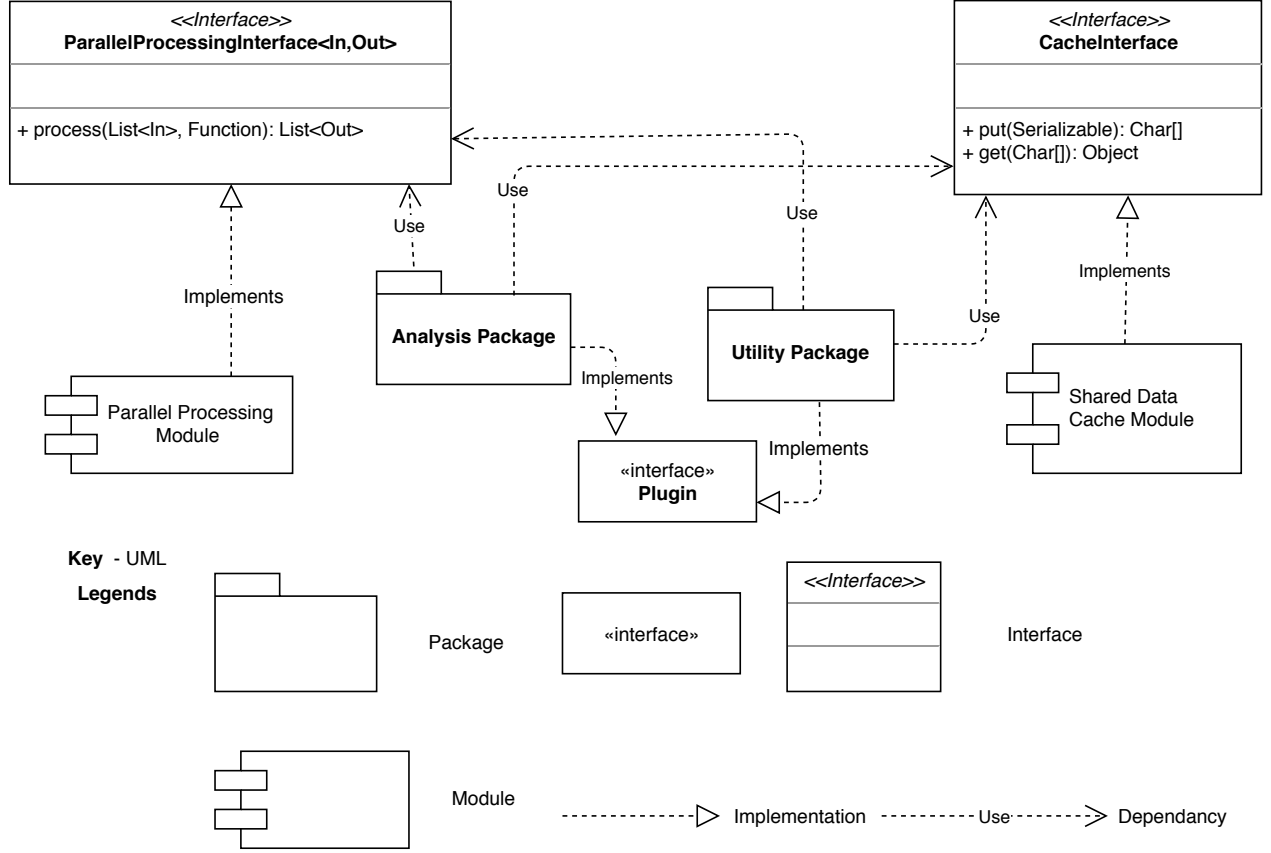 <<Interface>>
ParallelProcessingInterface<In,Out>
+ process(List<In>, Function): List<Out>
<<Interface>>
CacheInterface
+ put(Serializable): Char[]
+ get(Char[]): Object
Use
Use
Use
Use
Implements
Implements
Analysis Package
Utility Package
Implements
Implements
Parallel Processing
Module
Shared Data
Cache Module
«interface»
Plugin
Key - UML
Legends
Package
«interface»
<<Interface>>
Interface
Module
Implementation
Use
Dependancy